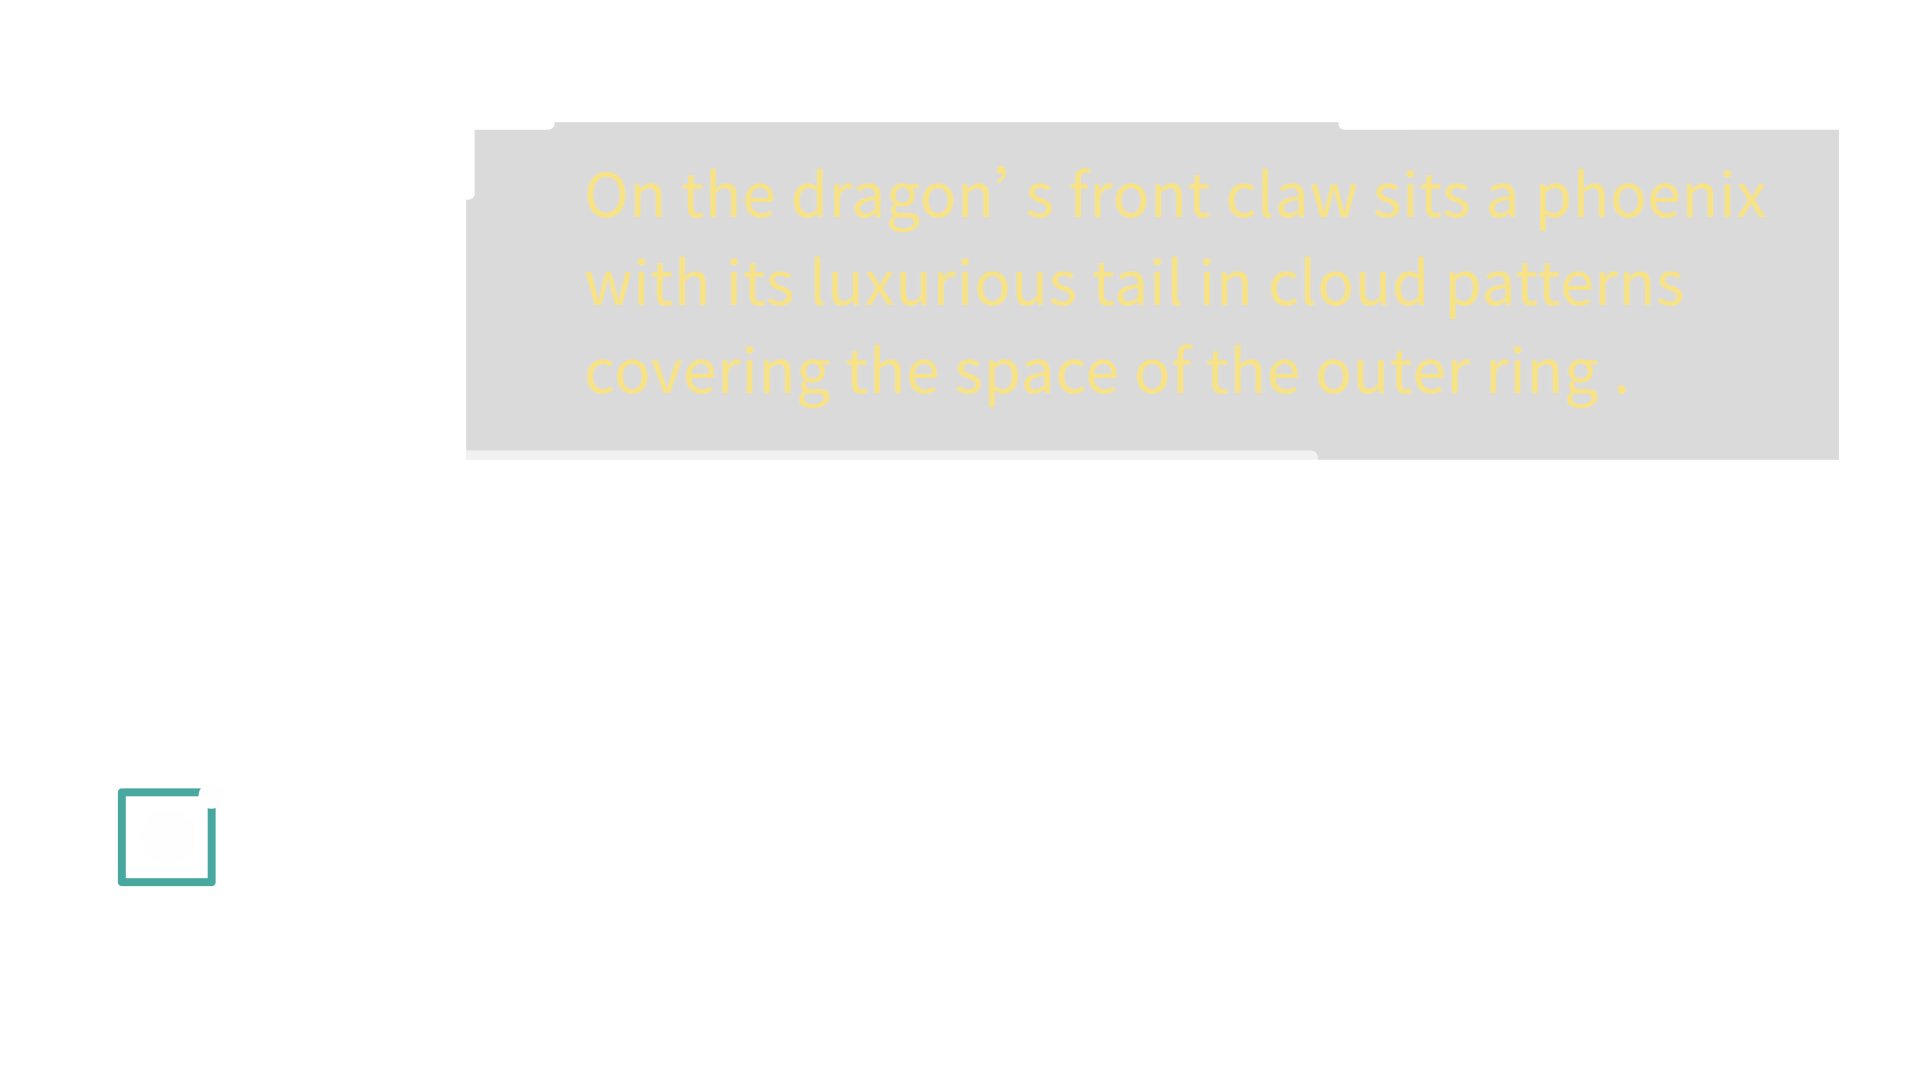 On the dragon’ s front claw sits a phoenix
with its luxurious tail in cloud patterns
covering the space of the outer ring .